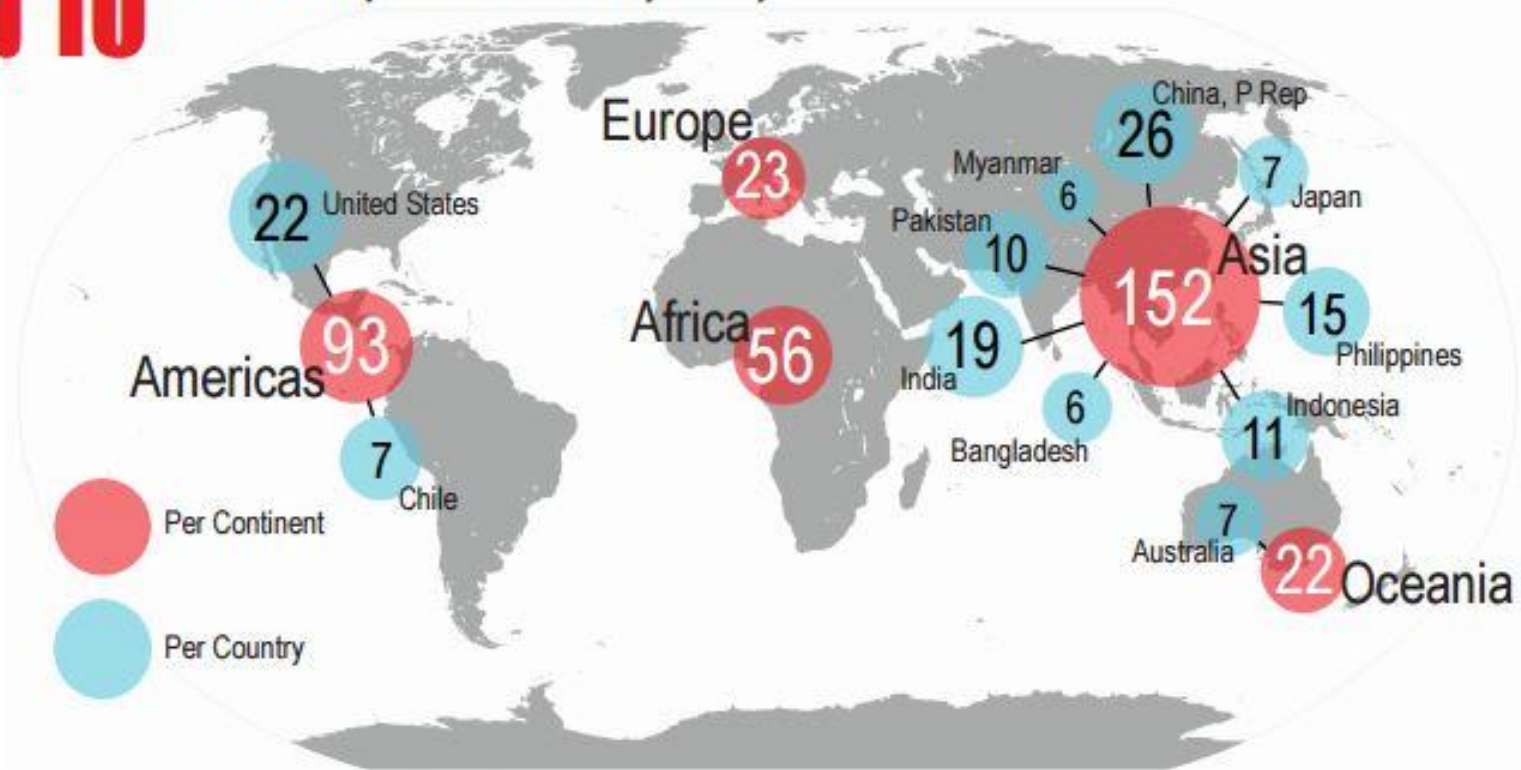 Europe
23
China, P Rep
26
Myanmar
6
7
Japan
Pakistan
10
22
United States
Asia
152
15
Philippines
Africa
56
19
India
93
Americas
6
Bangladesh
Indonesia
11
7
Chile
7
Australia
22
Oceania
Per Continent
Per Country